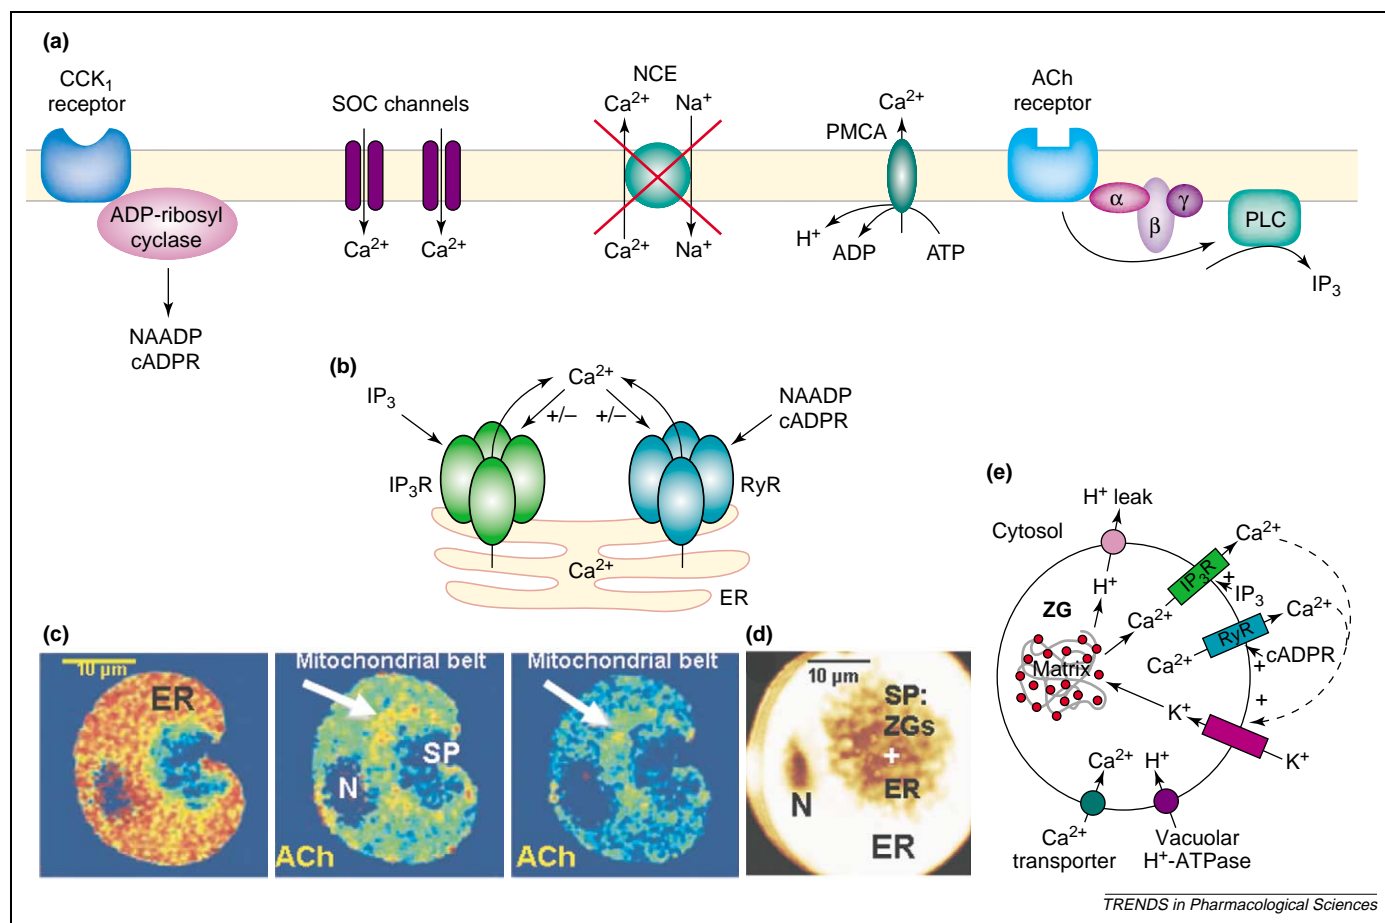 (a)
CCK1
receptor
ADP-ribosyl
cyclase
NAADP
cADPR
SOC channels
Ca2+ Ca2+
NCE
Ca2+ Na+
Ca2+ Na+
Ca2+
PMCA
H+
ADP
ATP
ACh
receptor
α
β
γ
PLC
IP3
(b)
Ca2+
IP3
+/– +/–
NAADP
cADPR
IP3R
RyR
Ca2+
ER
(c)
10 µm
ER
Mitochondrial belt
SP
N
ACh
Mitochondrial belt
ACh
(d)
10 µm
SP:
ZGs
+
ER
N
ER
(e)
H+ leak
Cytosol
Ca2+
H+
IP3R
+
IP3
ZG
Ca2+
Ca2+
RyR
Matrix
Ca2+
cADPR
+
+
K+
K+
Ca2+ H+
Ca2+
transporter
Vacuolar
H+-ATPase
TRENDS in Pharmacological Sciences